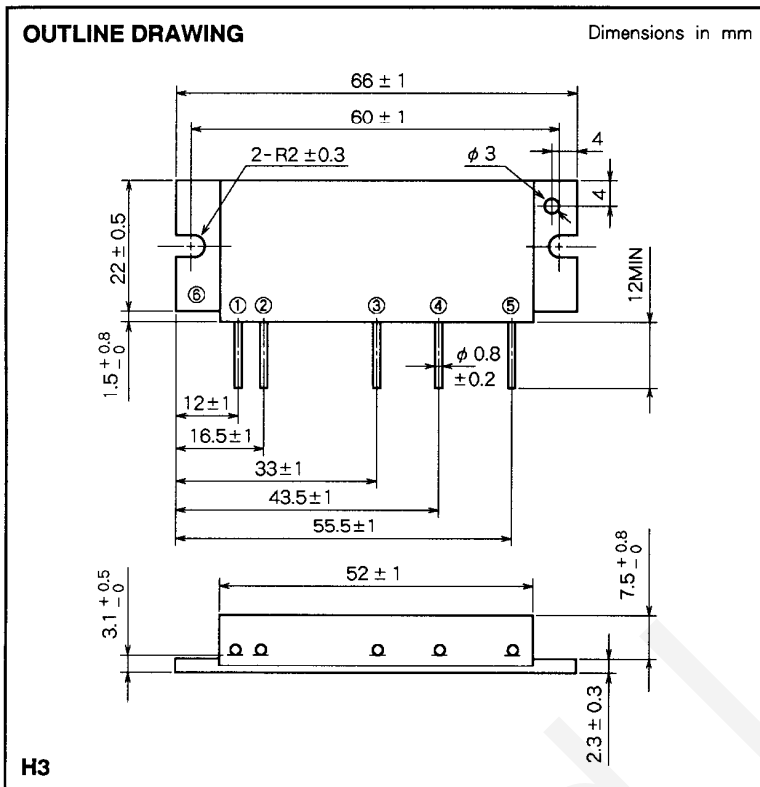 OUTLINE DRAWING
Dimensions in mm
66 ± 1
60 ± 1
4
2-R2 ±0.3
φ 3
4
22 ± 0.5
12MIN
⑥
① ② ③ ④ ⑤
1.5 +0.8 -0
φ 0.8
±0.2
12±1
16.5±1
33±1
43.5±1
55.5±1
52 ± 1
3.1 +0.5 -0
7.5 +0.8 -0
2.3 ± 0.3
H3